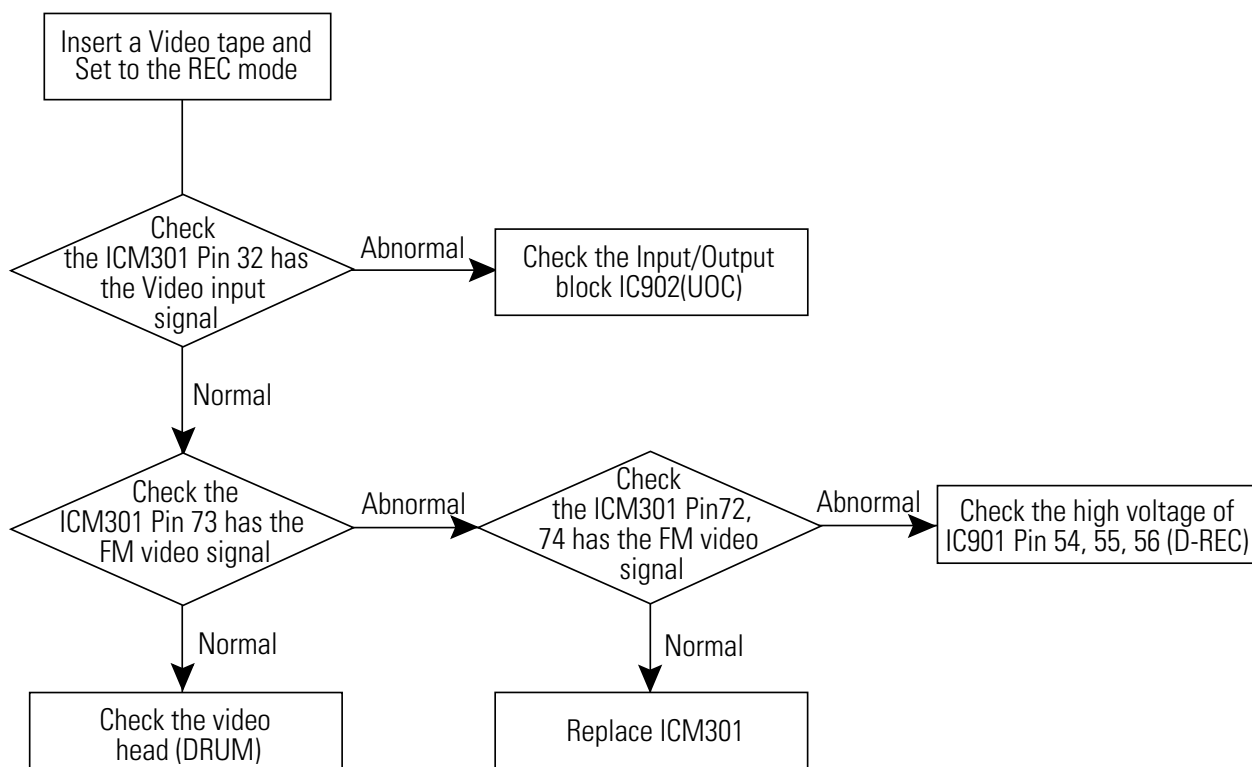 Insert a Video tape and
Set to the REC mode
Check
the ICM301 Pin 32 has
the Video input
signal
Abnormal
Check the Input/Output
block IC902(UOC)
Normal
Check the
ICM301 Pin 73 has the
FM video signal
Abnormal
Check
the ICM301 Pin72,
74 has the FM video
signal
Abnormal
Check the high voltage of
IC901 Pin 54, 55, 56 (D-REC)
Normal
Check the video
head (DRUM)
Normal
Replace ICM301